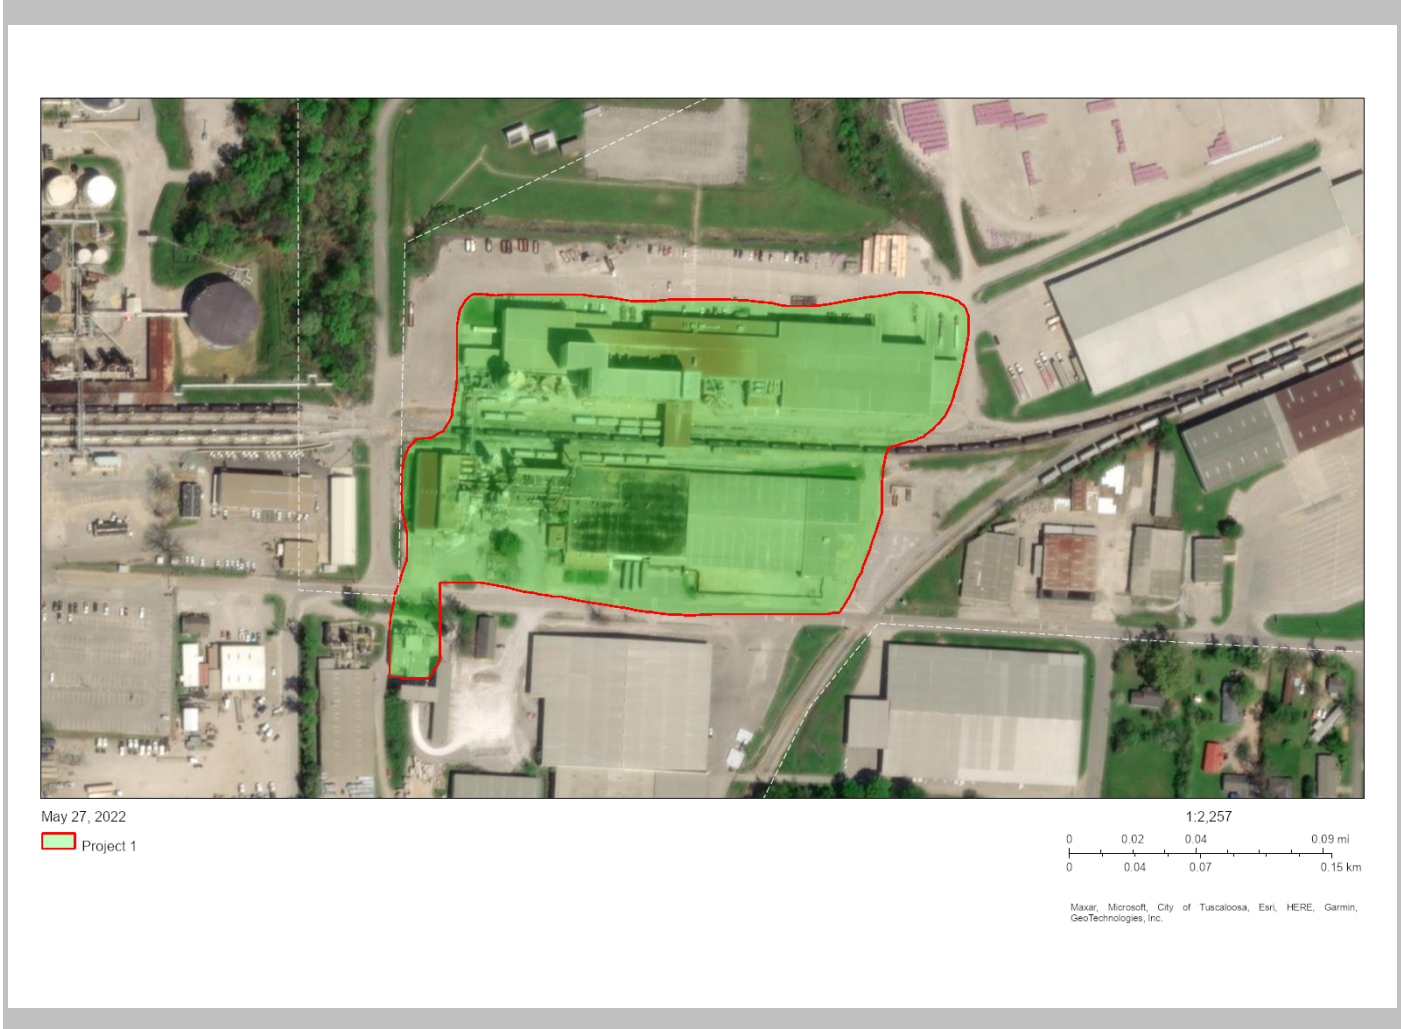 May 27, 2022
Project 1
1:2,257
0 0.02 0.04 0.09 mi
0 0.04 0.07 0.15 km
Maxar, Microsoft, City of Tuscaloosa, Esri, HERE, Garmin,
GeoTechnologies, Inc.